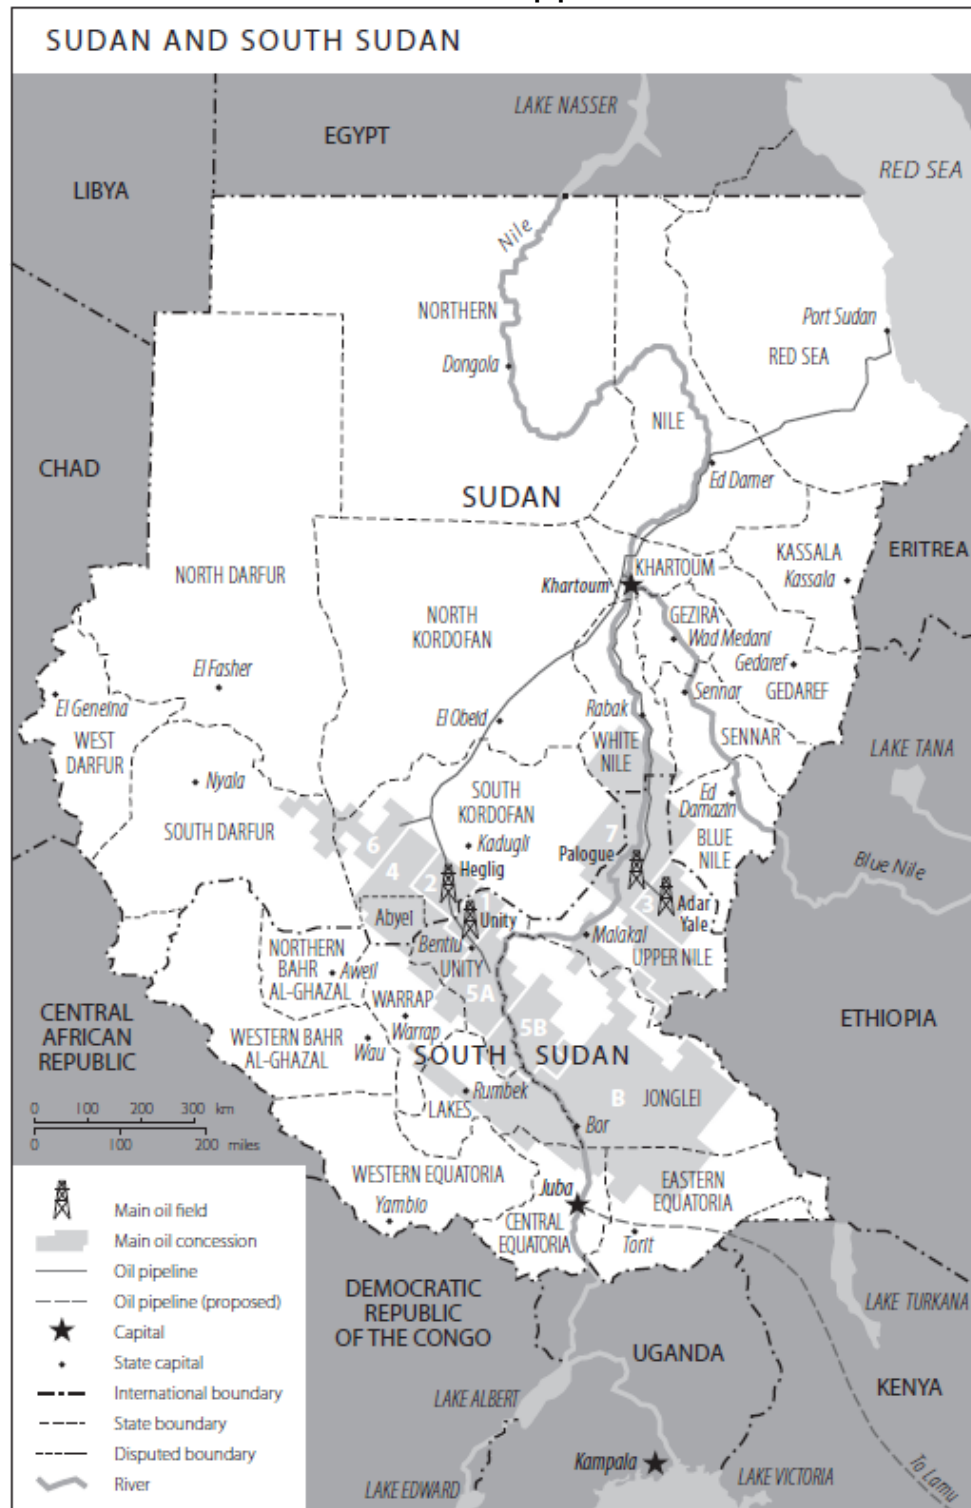 SUDAN AND SOUTH SUDAN
LAKE NASSER
EGYPT
RED SEA
LIBYA
Nile
NORTHERN
Port Sudan
RED SEA
Dongola
NILE
CHAD
Ed Damer
SUDAN
KASSALA
ERITREA
KHARTOUM
Kassala
NORTH DARFUR
Khartoum
NORTH
KORDOFAN
GEZIRA
Wad Medani
Gedaref
El Fasher
Sennar
GEDAREF
El Geneina
El Obeid
Rabak
WEST
DARFUR
WHITE
NILE
SENNAR
LAKE TANA
Nyala
SOUTH
KORDOFAN
Ed
Damazin
SOUTH DARFUR
7
BLUE
NILE
6
Kadugli
Palogue
4
Heglig
Blue Nile
2
1
3
Adar
Yale
Abyei
Unity
Malakal
NORTHERN
BAHR
AL-GHAZAL
Bentiu
UPPER NILE
Aweil
UNITY
5A
WARRAP
CENTRAL
AFRICAN
REPUBLIC
Warrap
5B
ETHIOPIA
WESTERN BAHR
AL-GHAZAL
Wau
SOUTH SUDAN
Rumbek
B
JONGLEI
LAKES
0 100 200 300 km
Bor
0 100 200 miles
WESTERN EQUATORIA
EASTERN
EQUATORIA
Juba
Yambio
CENTRAL
EQUATORIA
Torit
Main oil field
Main oil concession
Oil pipeline
Oil pipeline (proposed)
Capital
State capital
International boundary
State boundary
Disputed boundary
River
DEMOCRATIC
REPUBLIC
OF THE CONGO
LAKE TURKANA
UGANDA
KENYA
LAKE ALBERT
Kampala
LAKE VICTORIA
To Lamu
LAKE EDWARD